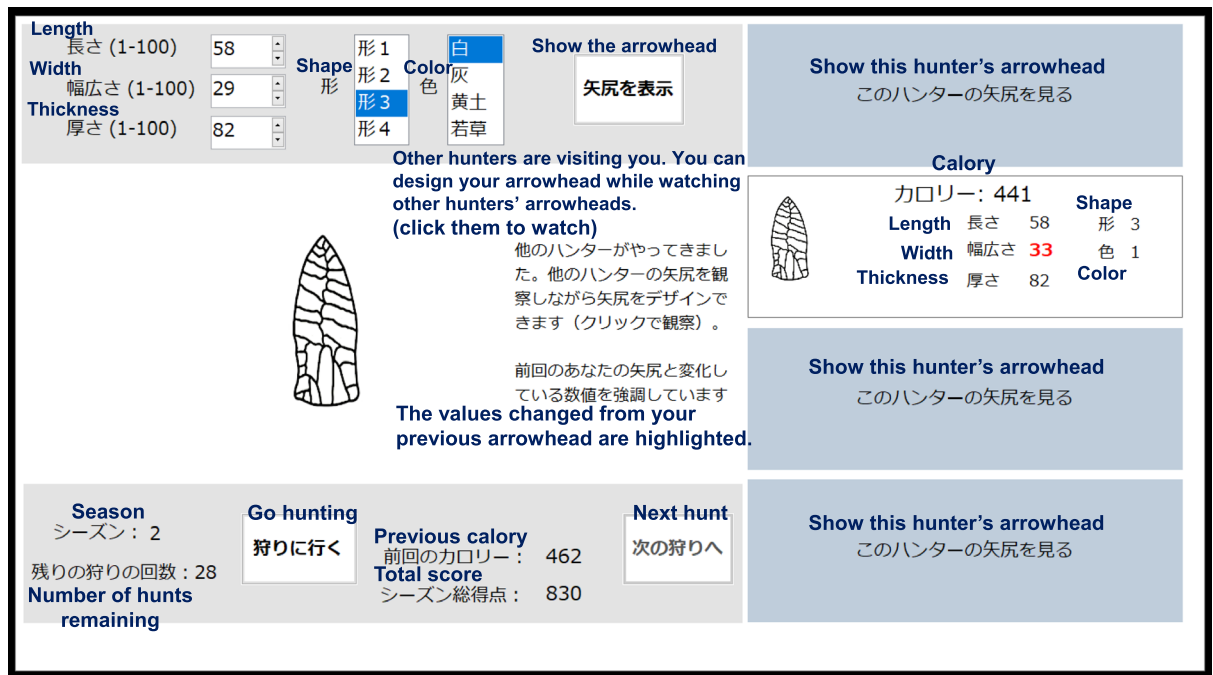 Length
長さ (1-100) 58
Width
幅広さ (1-100) 29
Thickness
厚さ (1-100) 82
Shape
形
形1
形2
形3
形4
Color
色
白
灰
黄土
若草
Show the arrowhead
矢尻を表示
Other hunters are visiting you. You can
design your arrowhead while watching
other hunters’ arrowheads.
(click them to watch)
他のハンターがやってきまし
た。他のハンターの矢尻を観
察しながら矢尻をデザインで
きます（クリックで観察）。
前回のあなたの矢尻と変化し
ている数値を強調しています
The values changed from your
previous arrowhead are highlighted.
Show this hunter’s arrowhead
このハンターの矢尻を見る
Calory
カロリー: 441
Length 長さ 58
Width 幅広さ 33
Thickness 厚さ 82
Shape
形 3
色 1
Color
Show this hunter’s arrowhead
このハンターの矢尻を見る
Show this hunter’s arrowhead
このハンターの矢尻を見る
Season
シーズン： 2
残りの狩りの回数：28
Number of hunts
remaining
Go hunting
狩りに行く
Previous calory
前回のカロリー： 462
Total score
シーズン総得点： 830
Next hunt
次の狩りへ